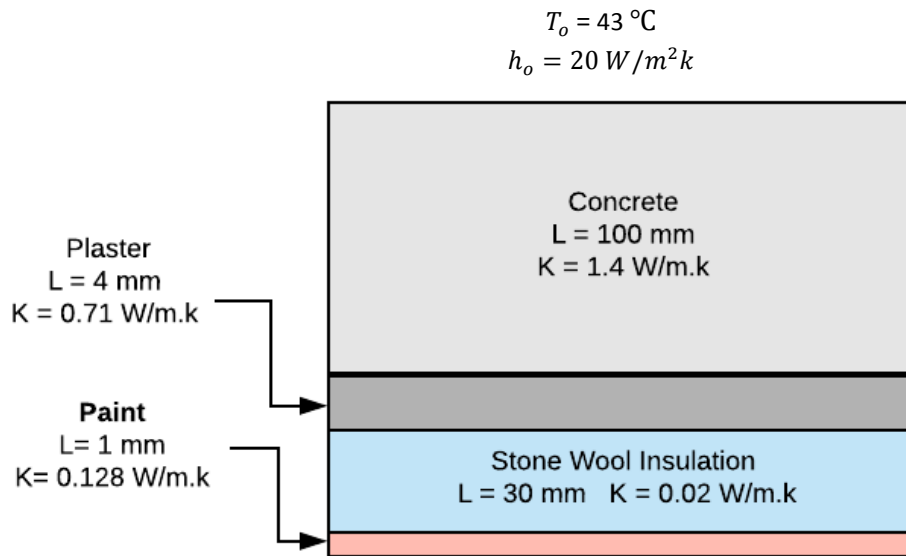 T_o = 43 °C
h_o = 20 W/m²k
Concrete
L = 100 mm
K = 1.4 W/m.k
Plaster
L = 4 mm
K = 0.71 W/m.k
Paint
L= 1 mm
K= 0.128 W/m.k
Stone Wool Insulation
L = 30 mm K = 0.02 W/m.k